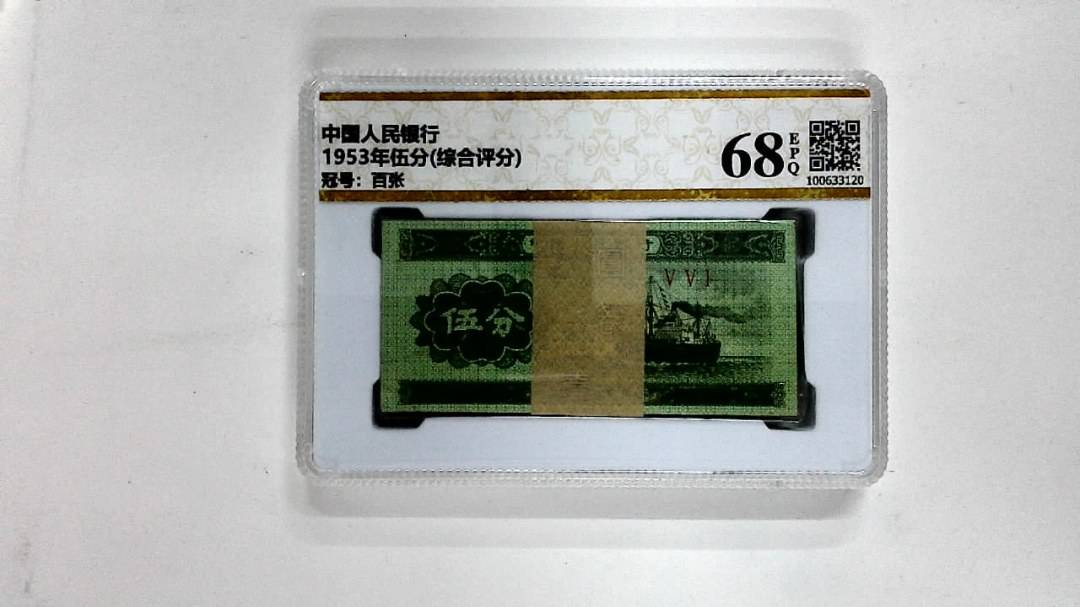 中国人民银行
1953年伍分(综合评分)
冠号：百张
68
EPQ
100633120
伍分
VVI